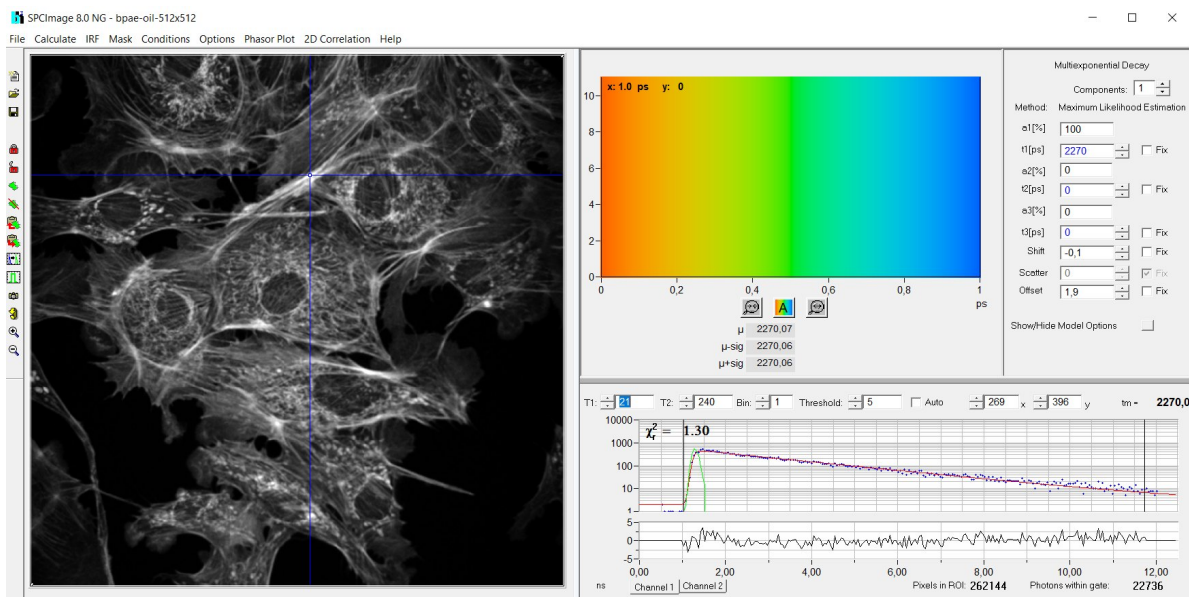 SPCImage 8.0 NG - bpae-oil-512x512
File Calculate IRF Mask Conditions Options Phasor Plot 2D Correlation Help
x: 1.0 ps y: 0
10
8
6
4
2
0
0 0,2 0,4 0,6 0,8 1
ps
A
μ 2270,07
μ-sig 2270,06
μ+sig 2270,06
Multiexponential Decay
Components: 1
Method: Maximum Likelihood Estimation
a1[%] 100
t1[ps] 2270 Fix
a2[%] 0
t2[ps] 0 Fix
a3[%] 0
t3[ps] 0 Fix
Shift -0,1 Fix
Scatter 0 Fix
Offset 1,9 Fix
Show/Hide Model Options
T1: 21 T2: 240 Bin: 1 Threshold: 5 Auto 269 x 396 y tm = 2270,0
χr² = 1.30
10000
1000
100
10
1
5
0
-5
0,00 2,00 4,00 6,00 8,00 10,00 12,00
ns Channel 1 Channel 2 Pixels in ROI: 262144 Photons within gate: 22736